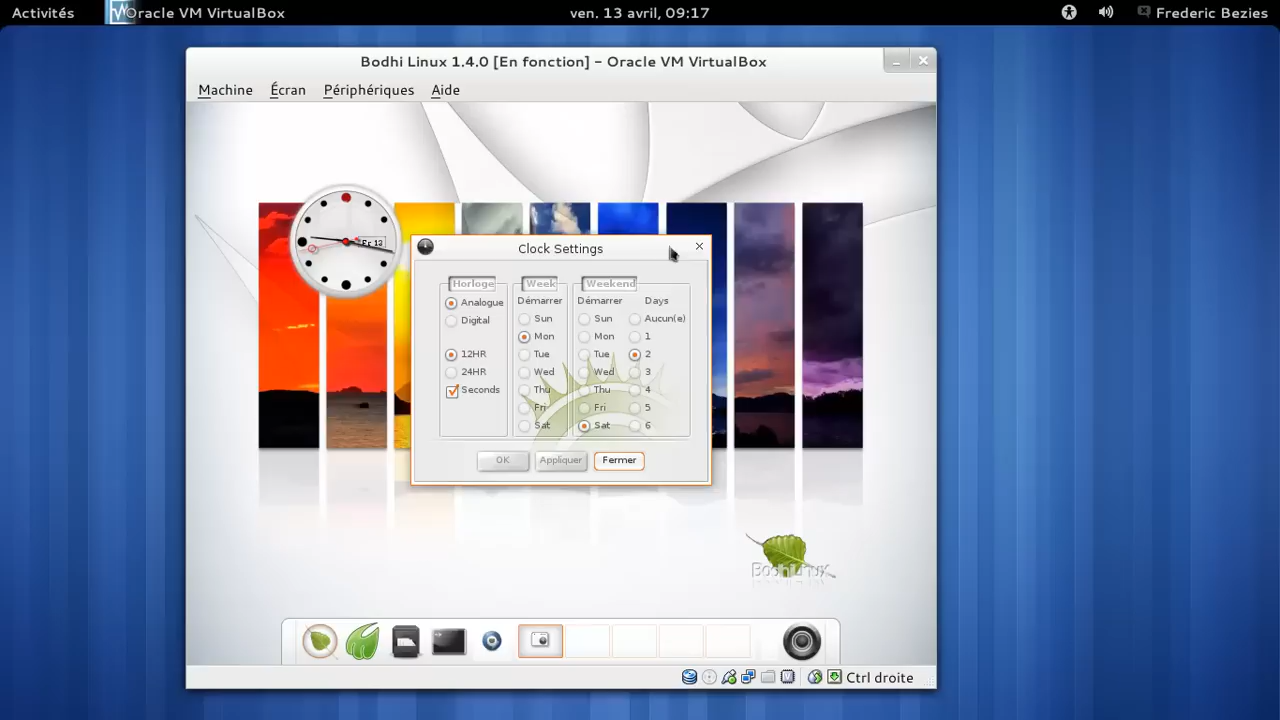 Activités
Oracle VM VirtualBox
ven. 13 avril, 09:17
Frederic Bezies
Bodhi Linux 1.4.0 [En fonction] – Oracle VM VirtualBox
Machine Écran Périphériques Aide
Fr 13
Clock Settings
Horloge
Analogue
Digital
12HR
24HR
Seconds
Week
Démarrer
Sun
Mon
Tue
Wed
Thu
Fri
Sat
Weekend
Démarrer
Sun
Mon
Tue
Wed
Thu
Fri
Sat
Days
Aucun(e)
1
2
3
4
5
6
OK Appliquer Fermer
BodhiLinux
Ctrl droite